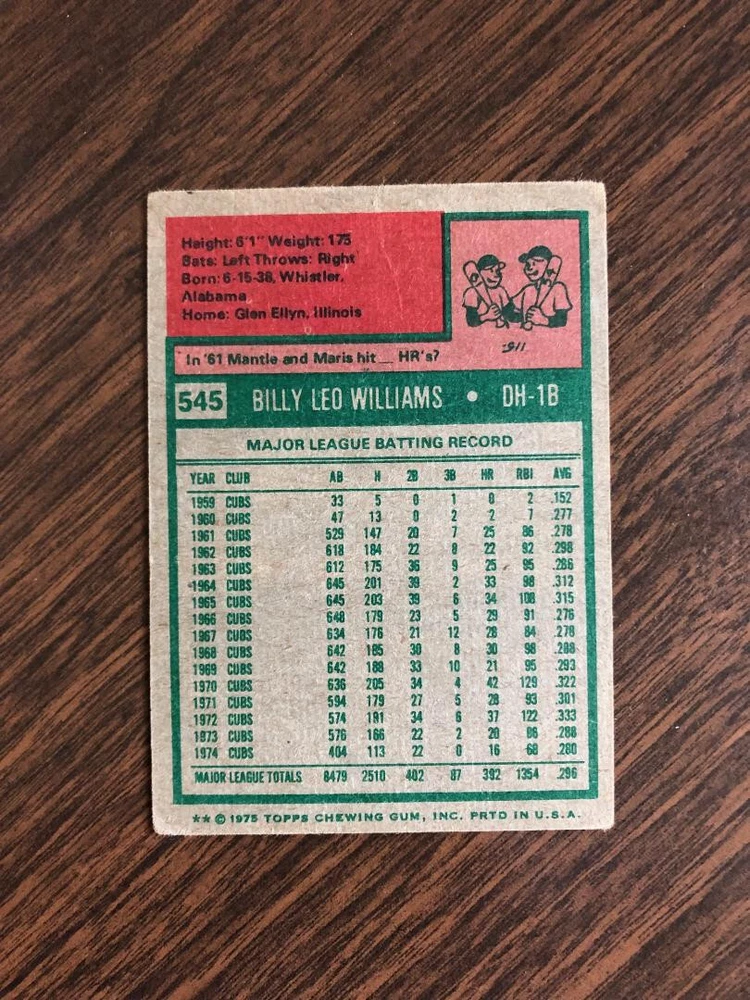 Height: 6'1" Weight: 175
Bats: Left Throws: Right
Born: 6-15-38, Whistler,
Alabama
Home: Glen Ellyn, Illinois
115.
In '61 Mantle and Maris hit __ HR's?
545 BILLY LEO WILLIAMS • DH-1B
MAJOR LEAGUE BATTING RECORD
YEAR CLUB AB H 2B 3B HR RBI AVG
1959 CUBS 33 5 0 1 0 2 .152
1960 CUBS 47 13 0 2 2 7 .277
1961 CUBS 529 147 20 7 25 86 .278
1962 CUBS 618 184 22 8 22 92 .298
1963 CUBS 612 175 36 9 25 95 .286
1964 CUBS 645 201 39 2 33 98 .312
1965 CUBS 645 203 39 6 34 108 .315
1966 CUBS 648 179 23 5 29 91 .276
1967 CUBS 634 176 21 12 28 84 .278
1968 CUBS 642 185 30 8 30 98 .288
1969 CUBS 642 188 33 10 21 95 .293
1970 CUBS 636 205 34 4 42 129 .322
1971 CUBS 594 179 27 5 28 93 .301
1972 CUBS 574 191 34 6 37 122 .333
1973 CUBS 576 166 22 2 20 86 .288
1974 CUBS 404 113 22 0 16 68 .280
MAJOR LEAGUE TOTALS 8479 2510 402 87 392 1354 .296
** © 1975 TOPPS CHEWING GUM, INC. PRTD IN U.S.A.